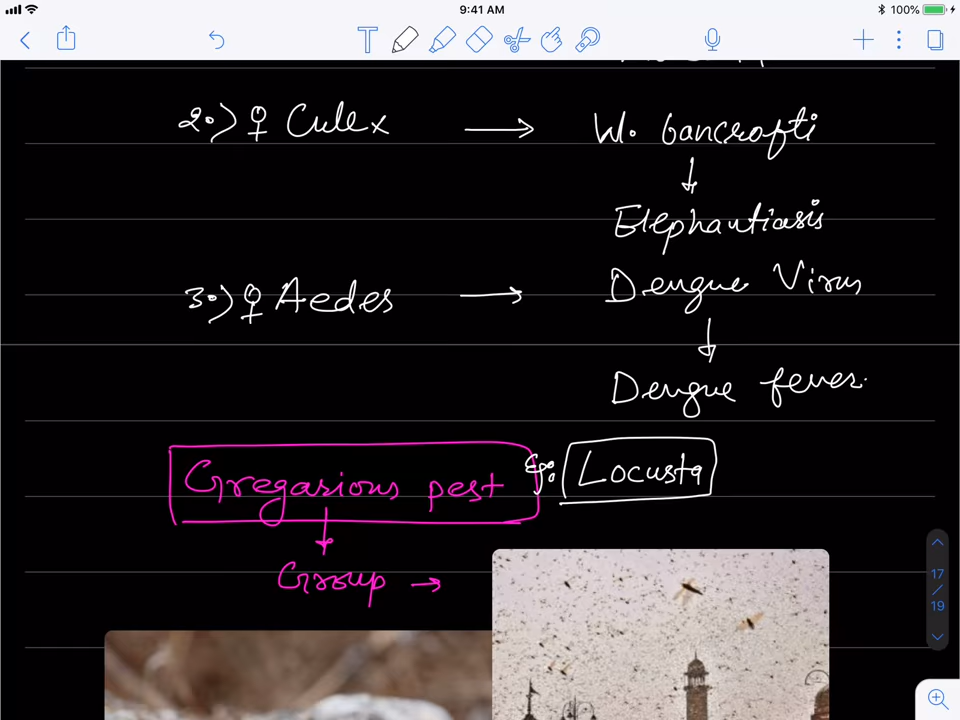 9:41 AM
100%
2.) ♀ Culex → W. bancrofti
↓
Elephantiasis
3.) ♀ Aedes → Dengue Virus
↓
Dengue fever
Gregarious pest Eg: Locusta
↓
Group →
17
/
19